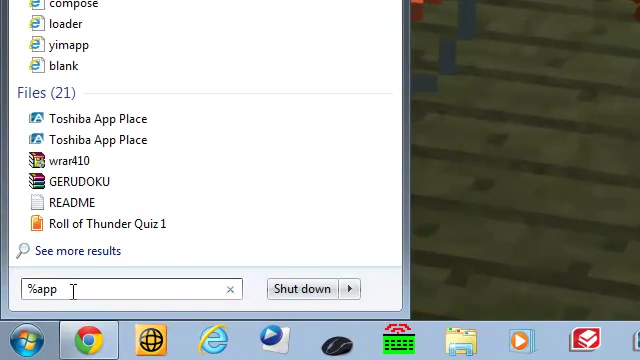 compose
loader
yimapp
blank
Files (21)
Toshiba App Place
Toshiba App Place
wrar410
GERUDOKU
README
Roll of Thunder Quiz 1
See more results
%app
Shut down